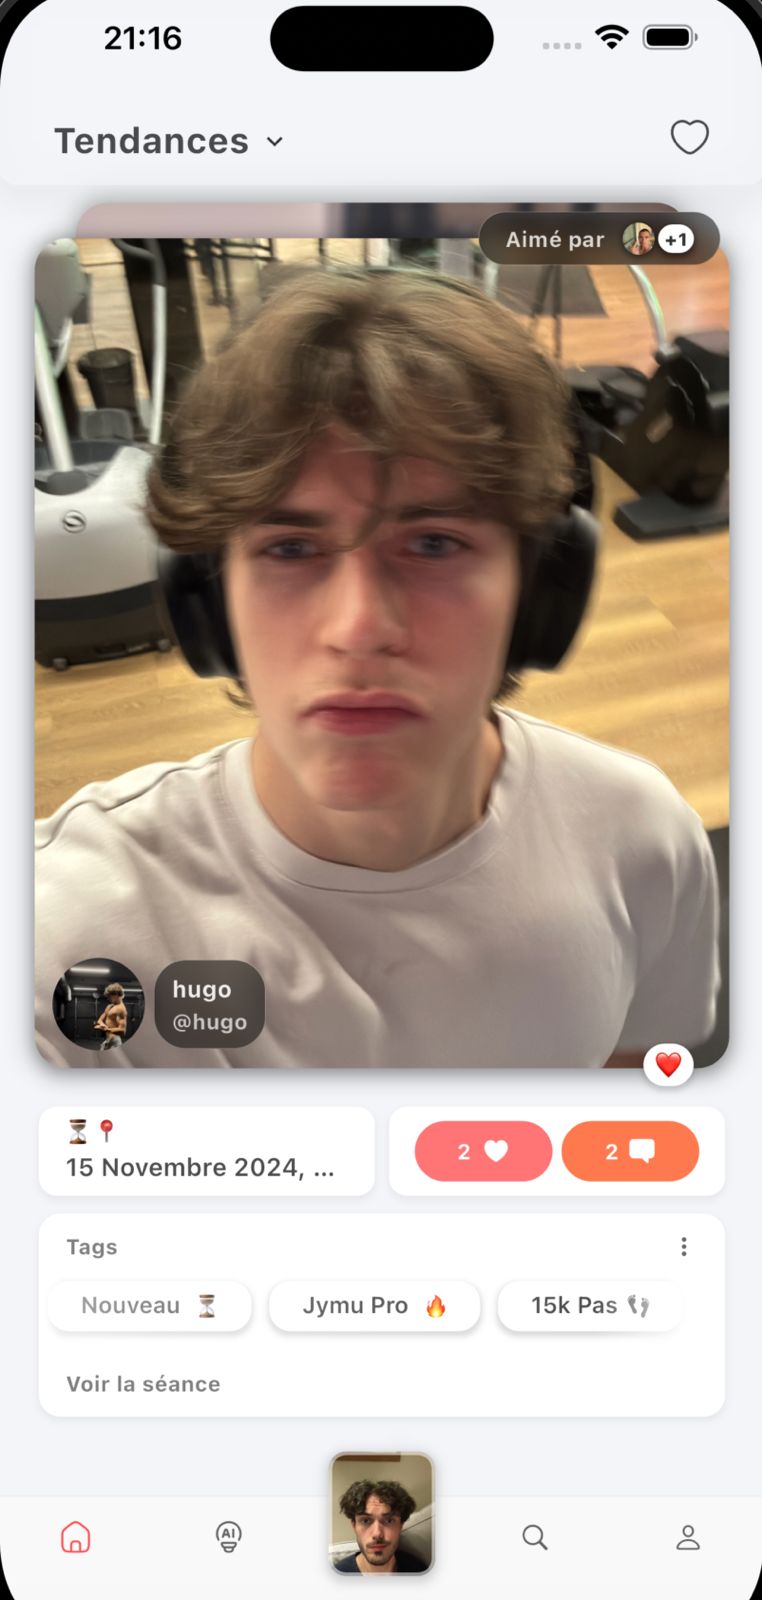 21:16
Tendances
Aimé par +1
hugo
@hugo
15 Novembre 2024, ...
2
2
Tags
Nouveau
Jymu Pro
15k Pas
Voir la séance
AI